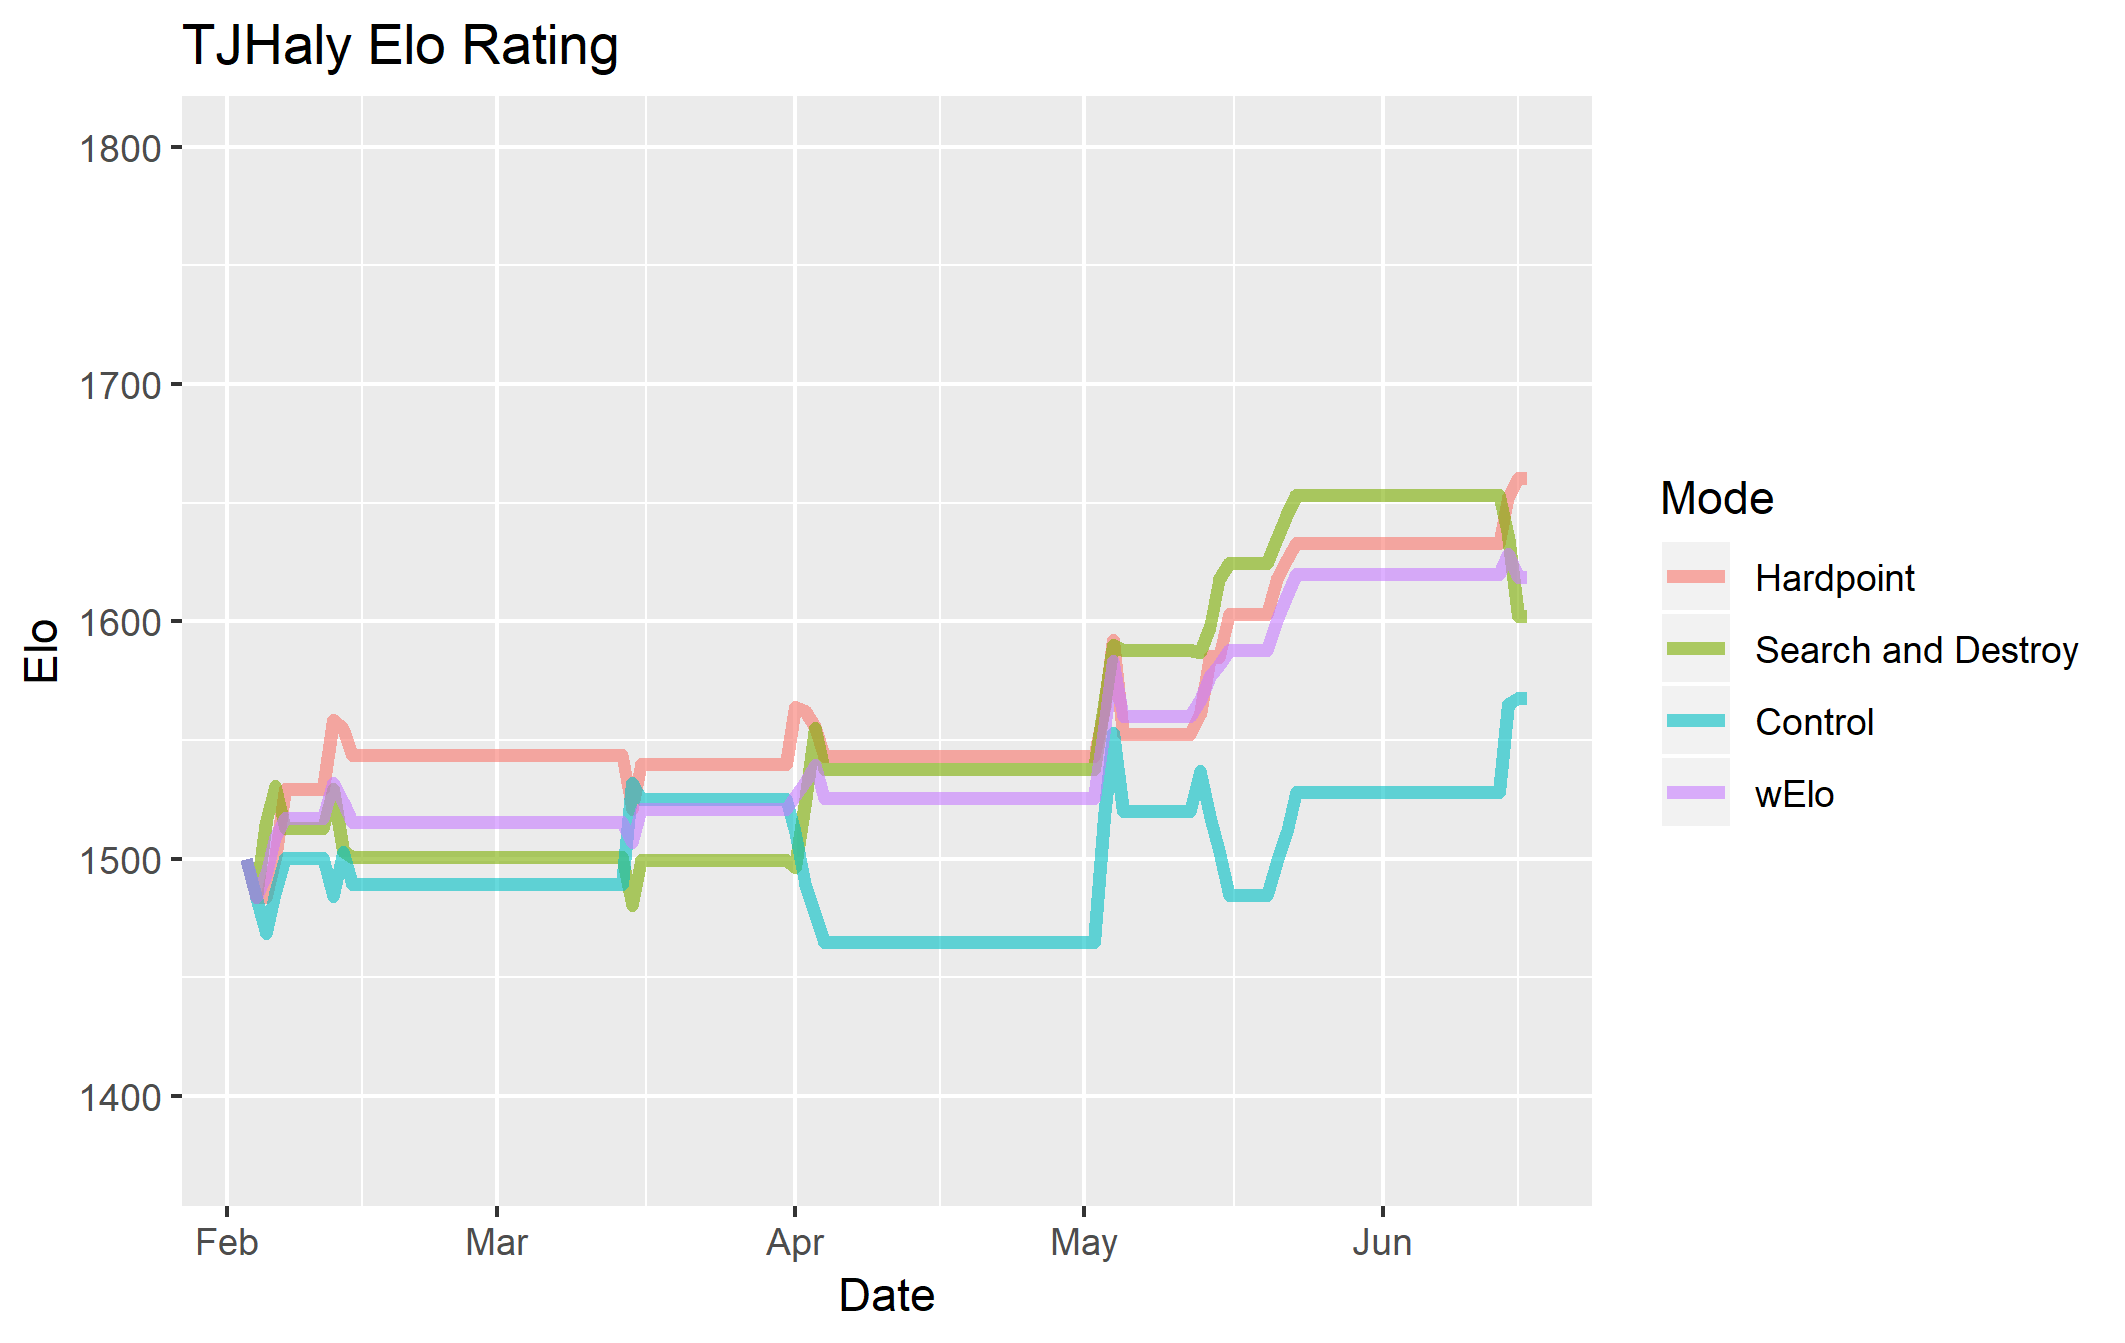 TJHaly Elo Rating
1800
1700
1600
1500
1400
Elo
Feb Mar Apr May Jun
Date
Mode
Hardpoint
Search and Destroy
Control
wElo